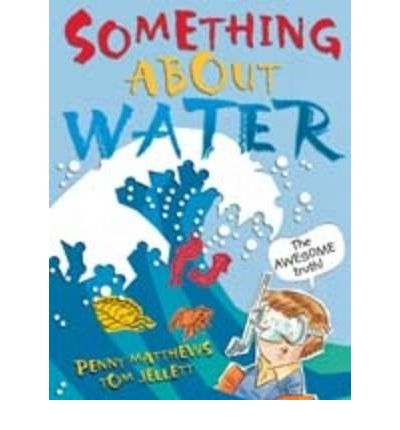 SOMETHING
ABOUT
WATER
The
AWESOME
truth!
PENNY MATTHEWS
TOM JELLETT